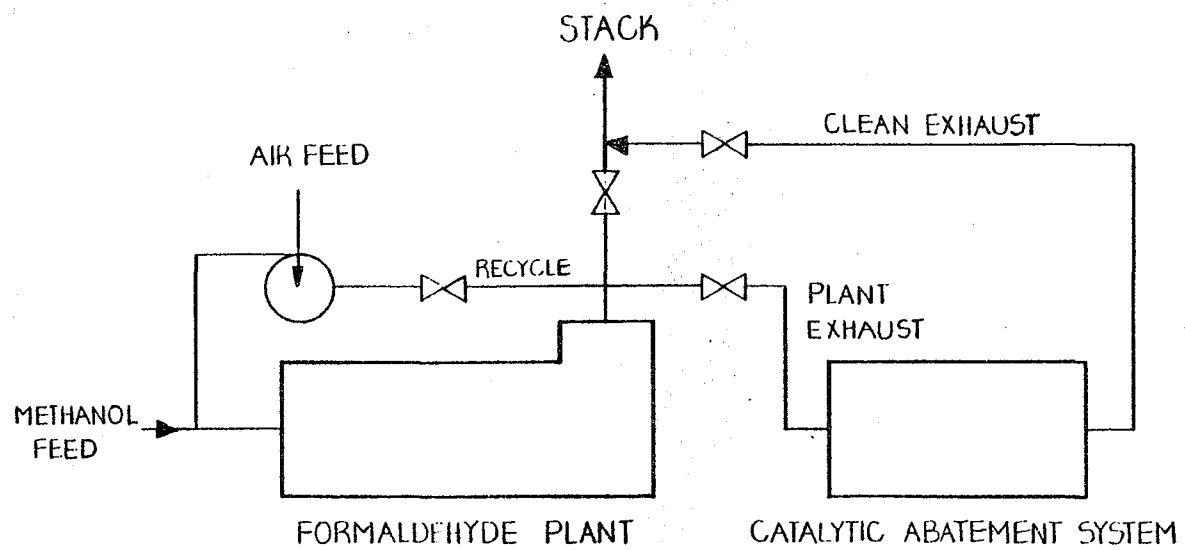 STACK
CLEAN EXHAUST
AIR FEED
RECYCLE
PLANT
EXHAUST
METHANOL
FEED
FORMALDEHYDE PLANT
CATALYTIC ABATEMENT SYSTEM